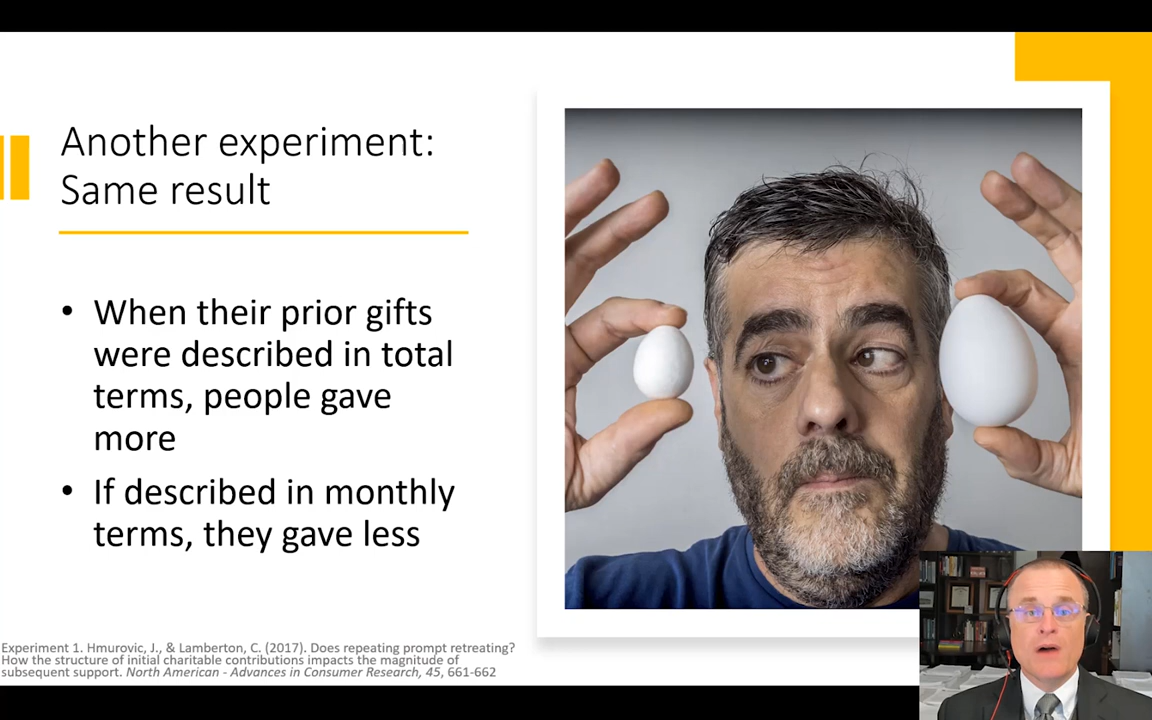 Another experiment:
Same result
• When their prior gifts
were described in total
terms, people gave
more
• If described in monthly
terms, they gave less
Experiment 1. Hmurovic, J., & Lamberton, C. (2017). Does repeating prompt retreating?
How the structure of initial charitable contributions impacts the magnitude of
subsequent support. North American - Advances in Consumer Research, 45, 661-662